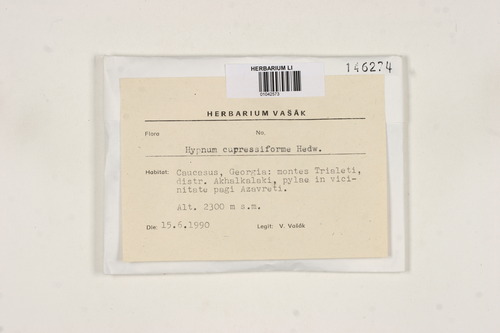 HERBARIUM LI
01042573
146274
HERBARIUM VAŠÁK
Flora No.
Hypnum cupressiforme Hedw.
Habitat: Caucasus, Georgia: montes Trialeti,
distr. Akhalkalaki, pylae in vici-
nitate pagi Azavreti.
Alt. 2300 m s.m.
Die: 15.6.1990 Legit: V. Vašák